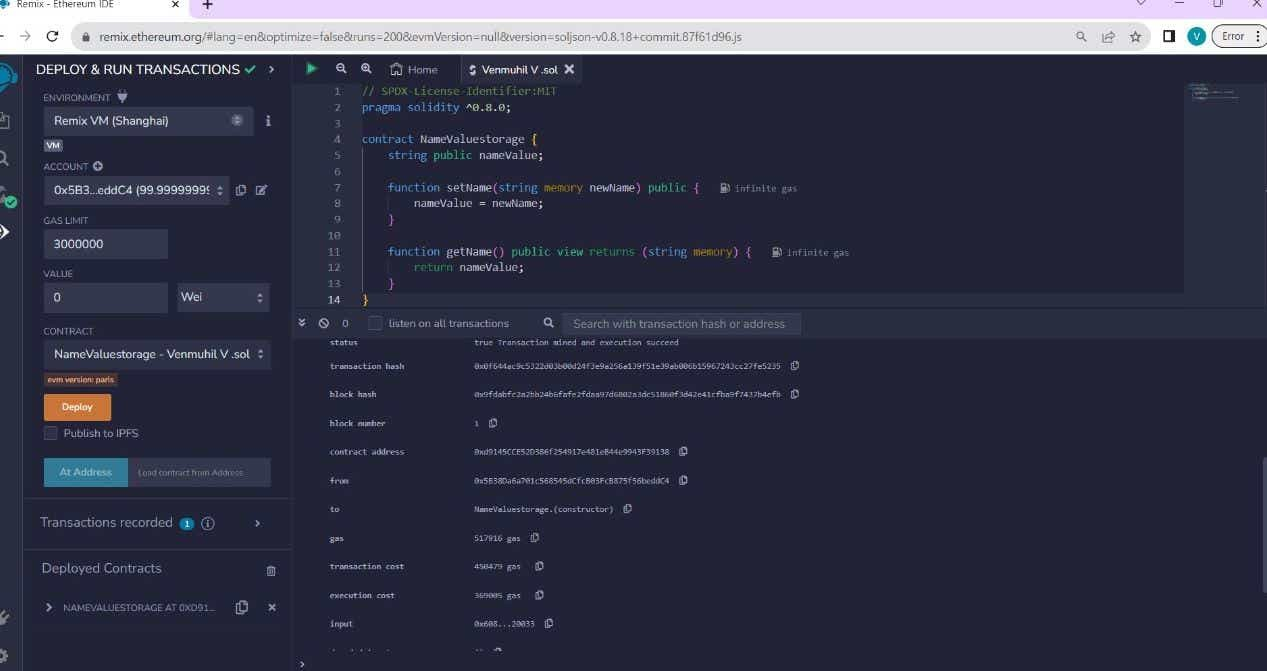 Remix - Ethereum IDE
remix.ethereum.org/#lang=en&optimize=false&runs=200&evmVersion=null&version=soljson-v0.8.18+commit.87f61d96.js
V
Error
DEPLOY & RUN TRANSACTIONS
ENVIRONMENT
Remix VM (Shanghai)
VM
ACCOUNT
0x5B3...eddC4 (99.99999999
GAS LIMIT
3000000
VALUE
0
Wei
CONTRACT
NameValuestorage - Venmuhil V .sol
evm version: paris
Deploy
Publish to IPFS
At Address
Load contract from Address
Transactions recorded 1
Deployed Contracts
NAMEVALUESTORAGE AT 0XD91...
Home
Venmuhil V .sol
1 // SPDX-License-Identifier:MIT
2 pragma solidity ^0.8.0;
3
4 contract NameValuestorage {
5 string public nameValue;
6
7 function setName(string memory newName) public { infinite gas
8 nameValue = newName;
9 }
10
11 function getName() public view returns (string memory) { infinite gas
12 return nameValue;
13 }
14 }
0
listen on all transactions
Search with transaction hash or address
status true Transaction mined and execution succeed
transaction hash
block hash
block number 1
contract address 0xd9145CCE52D386f254917e481eB44e9943F39138
from 0x5B38Da6a701c568545dCfcB03FcB875f56beddC4
to NameValuestorage.(constructor)
gas 517916 gas
transaction cost 450479 gas
execution cost 369005 gas
input 0x608...20033